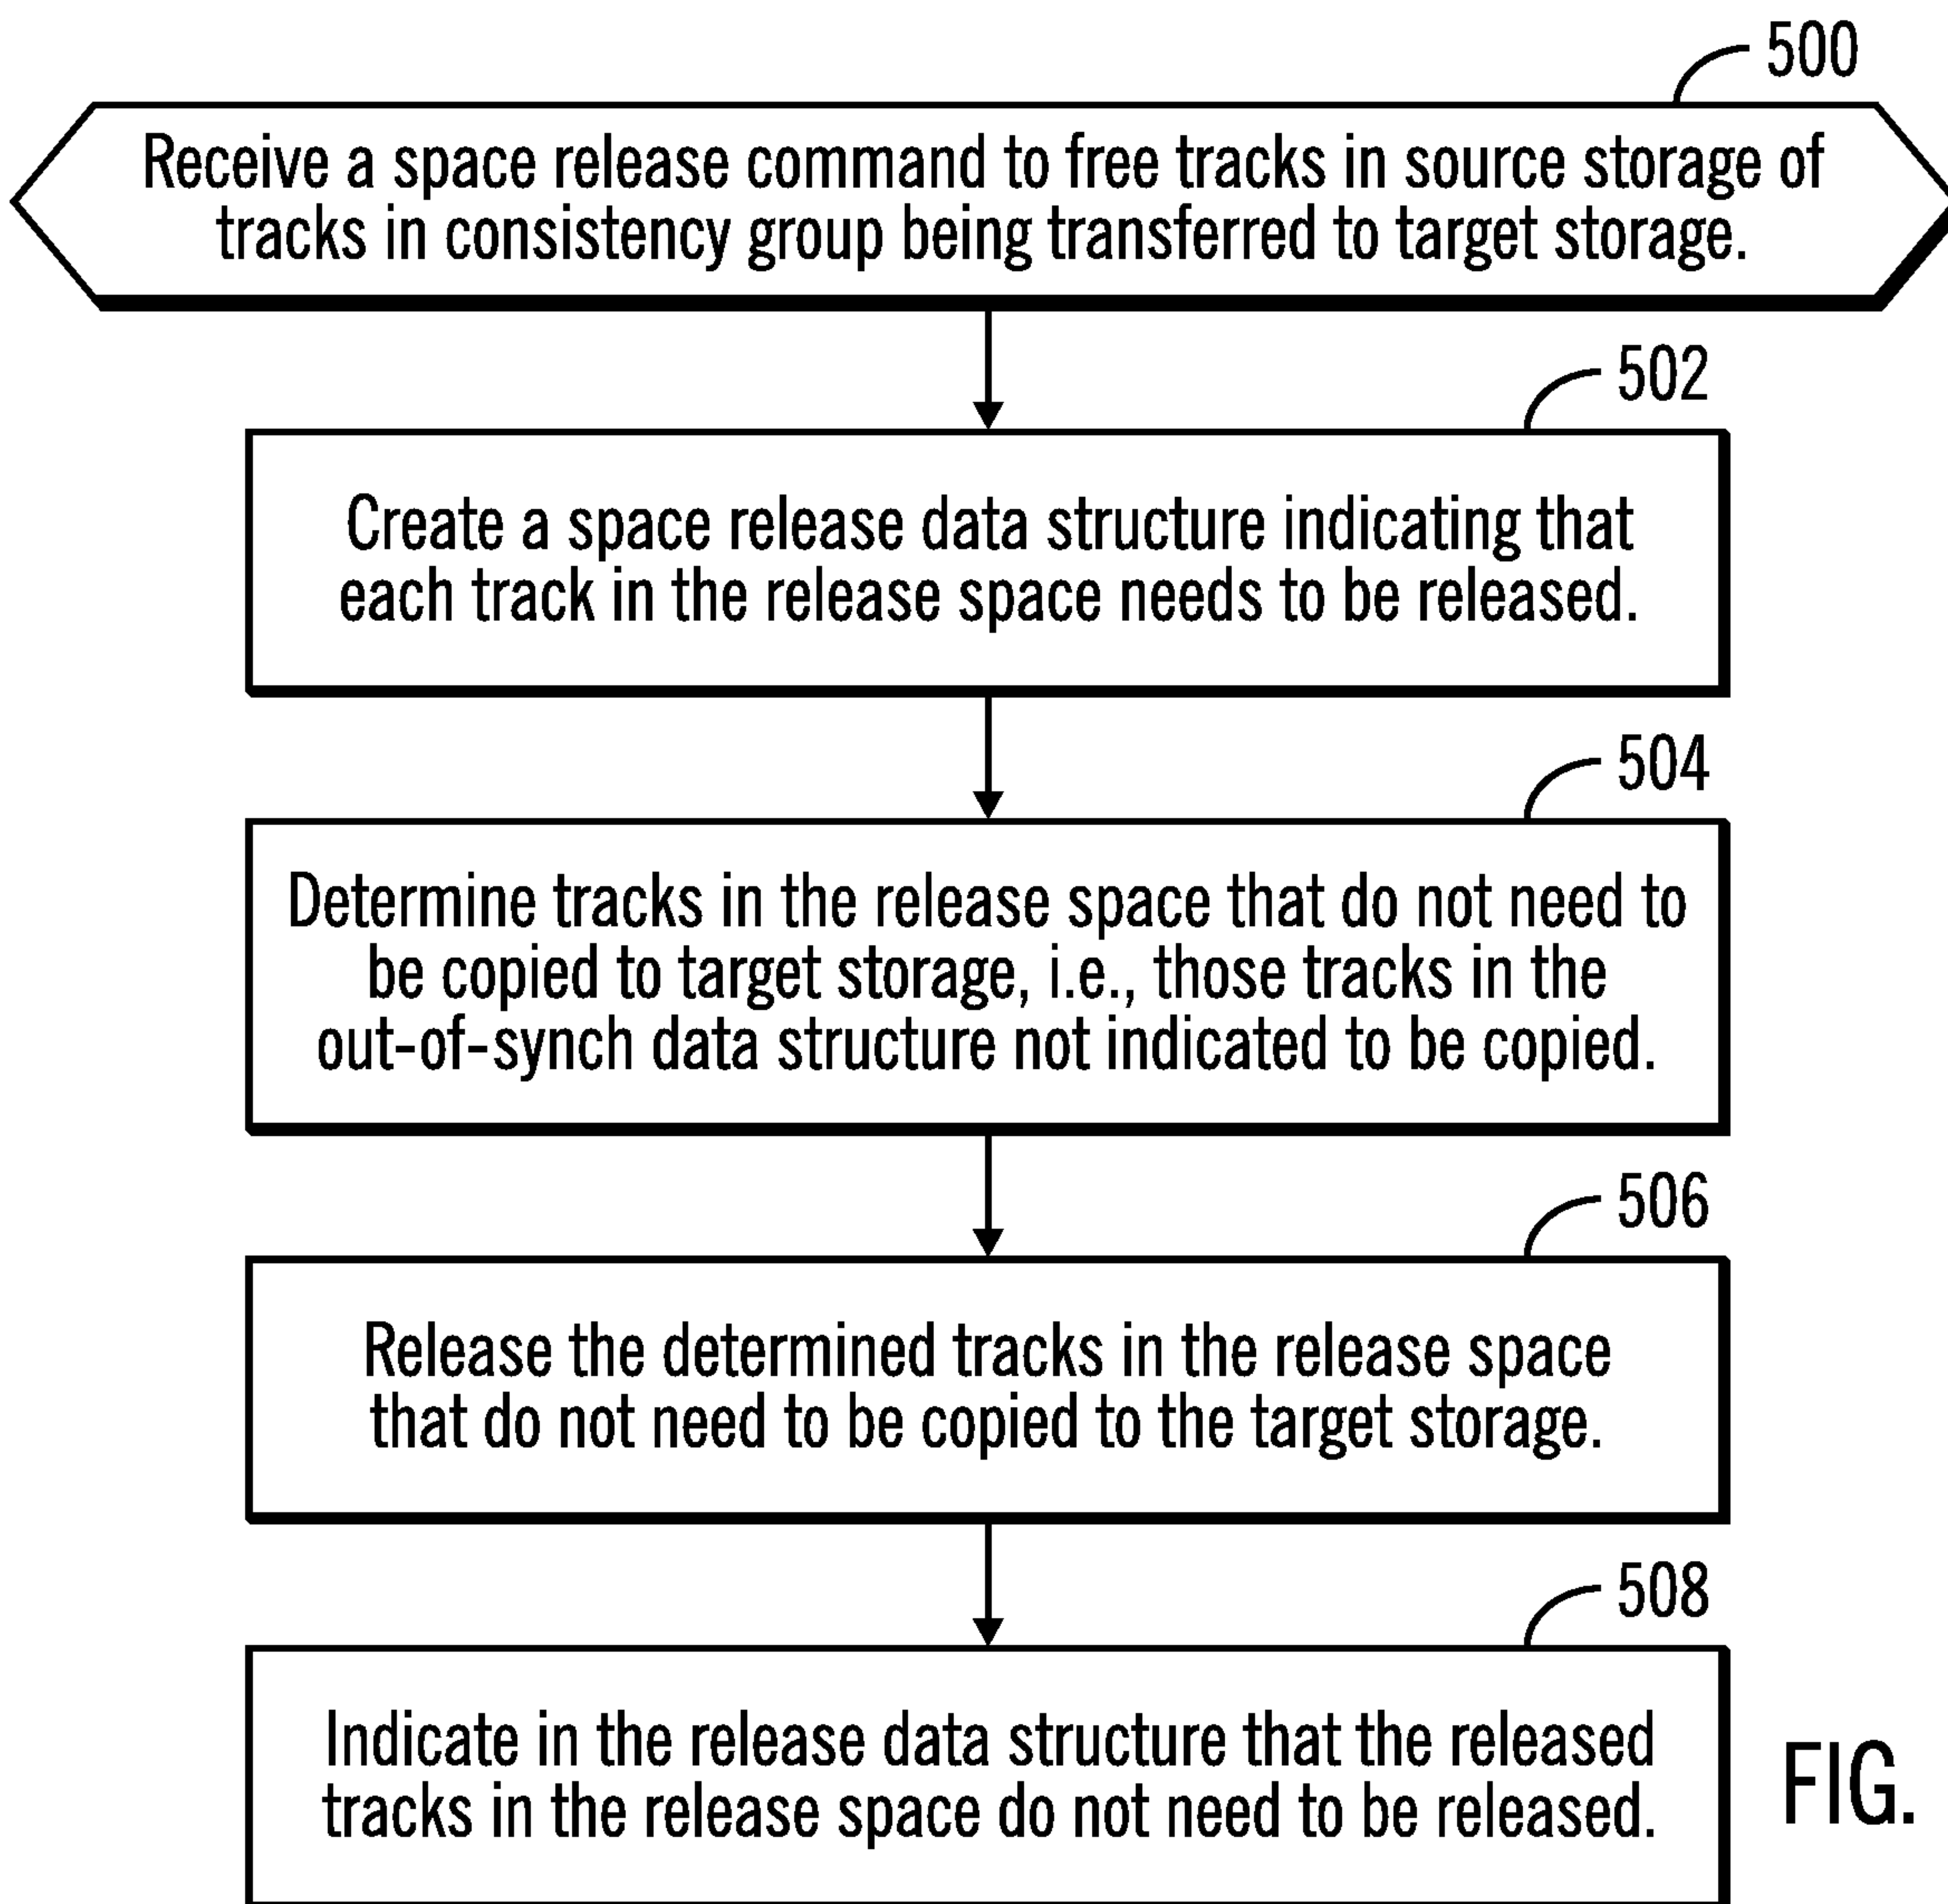 500
Receive a space release command to free tracks in source storage of
tracks in consistency group being transferred to target storage.
502
Create a space release data structure indicating that
each track in the release space needs to be released.
504
Determine tracks in the release space that do not need to
be copied to target storage, i.e., those tracks in the
out-of-synch data structure not indicated to be copied.
506
Release the determined tracks in the release space
that do not need to be copied to the target storage.
508
Indicate in the release data structure that the released
tracks in the release space do not need to be released.
FIG.